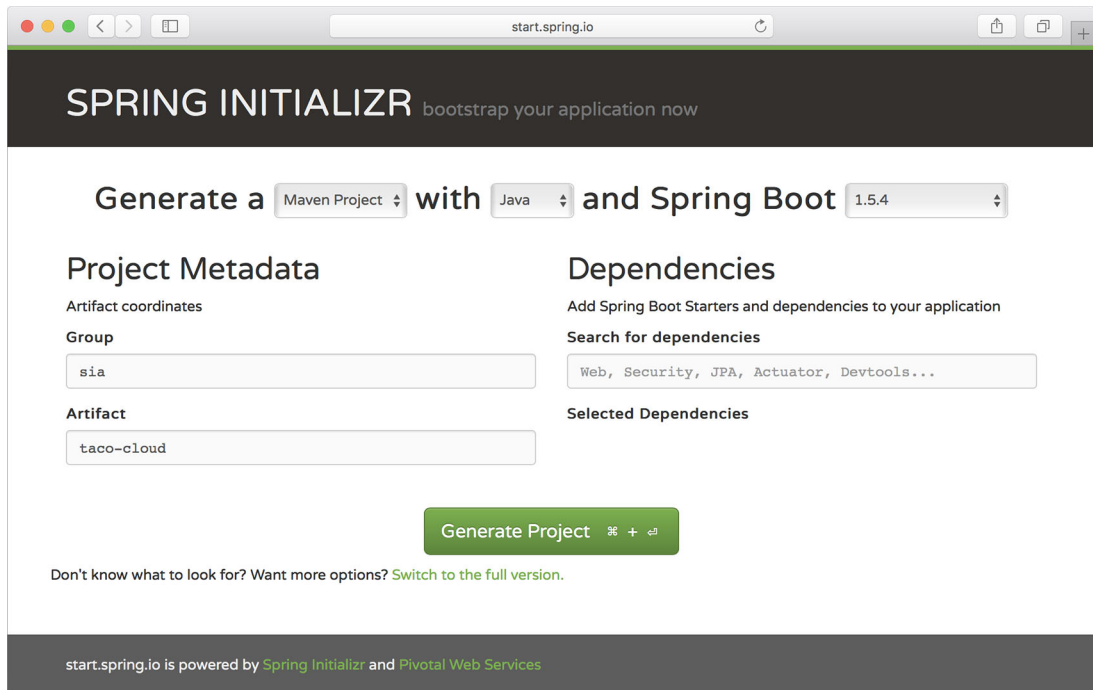 start.spring.io
SPRING INITIALIZR bootstrap your application now
Generate a Maven Project with Java and Spring Boot 1.5.4
Project Metadata
Artifact coordinates
Group
sia
Artifact
taco-cloud
Dependencies
Add Spring Boot Starters and dependencies to your application
Search for dependencies
Web, Security, JPA, Actuator, Devtools...
Selected Dependencies
Generate Project ⌘ + ⏎
Don't know what to look for? Want more options? Switch to the full version.
start.spring.io is powered by Spring Initializr and Pivotal Web Services